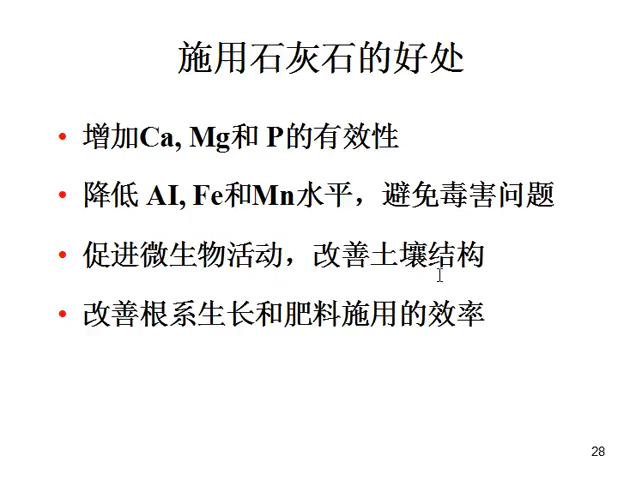 施用石灰石的好处
• 增加Ca, Mg和 P的有效性
• 降低 AI, Fe和Mn水平，避免毒害问题
• 促进微生物活动，改善土壤结构
• 改善根系生长和肥料施用的效率
28